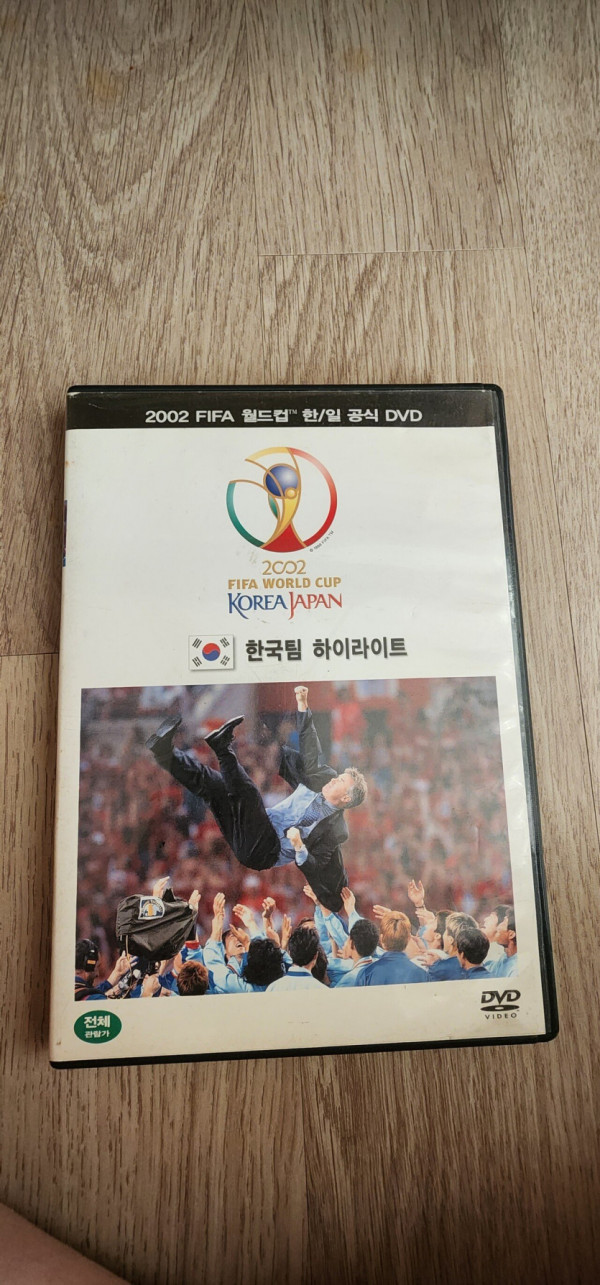 2002 FIFA 월드컵™ 한/일 공식 DVD
2002
FIFA WORLD CUP
KOREA JAPAN
한국팀 하이라이트
전체
관람가
DVD
VIDEO